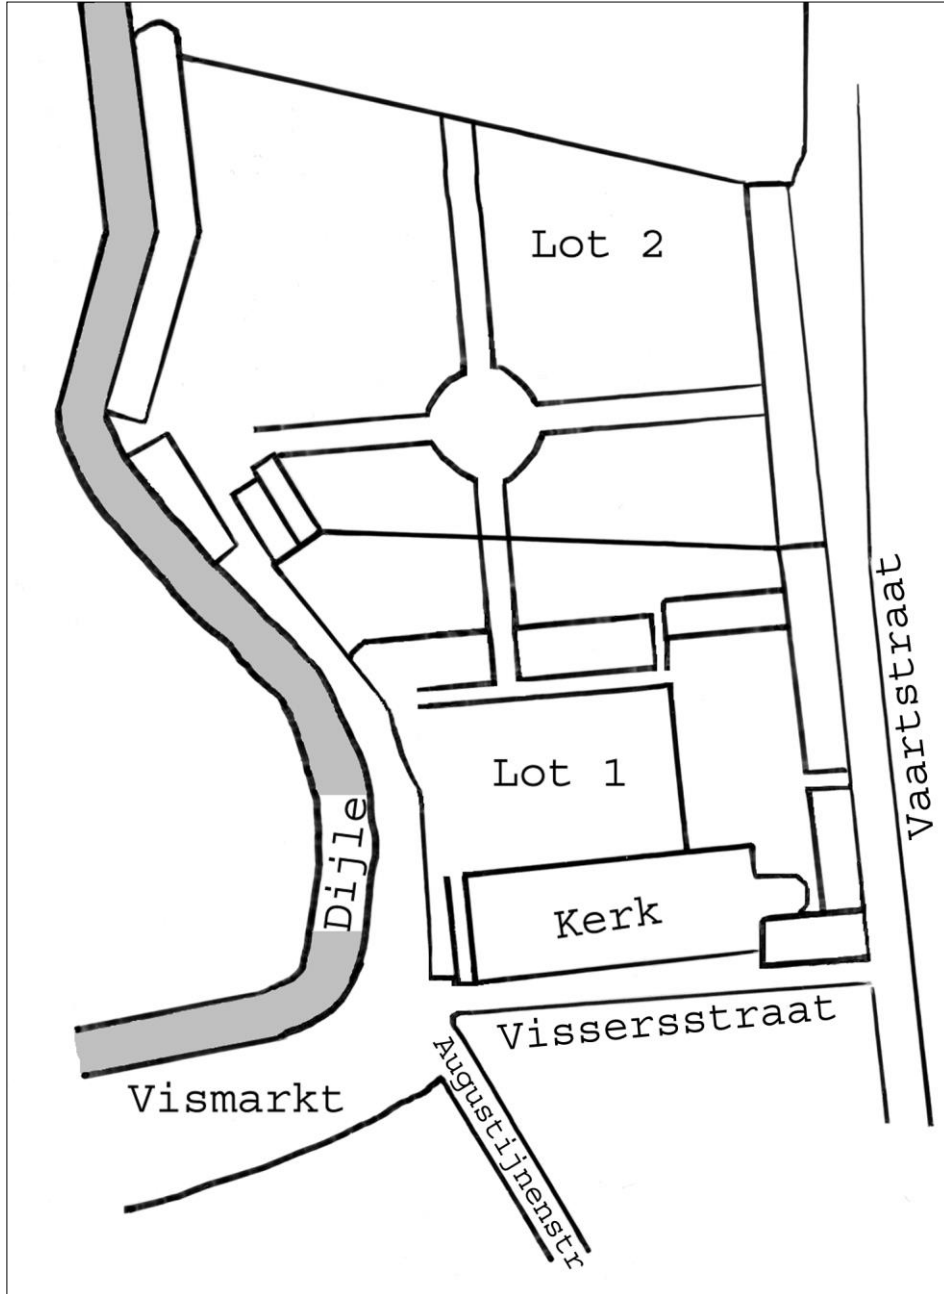 Lot 2
Vaartstraat
Lot 1
Dijle
Kerk
Vissersstraat
Vismarkt
Augustijnenstr